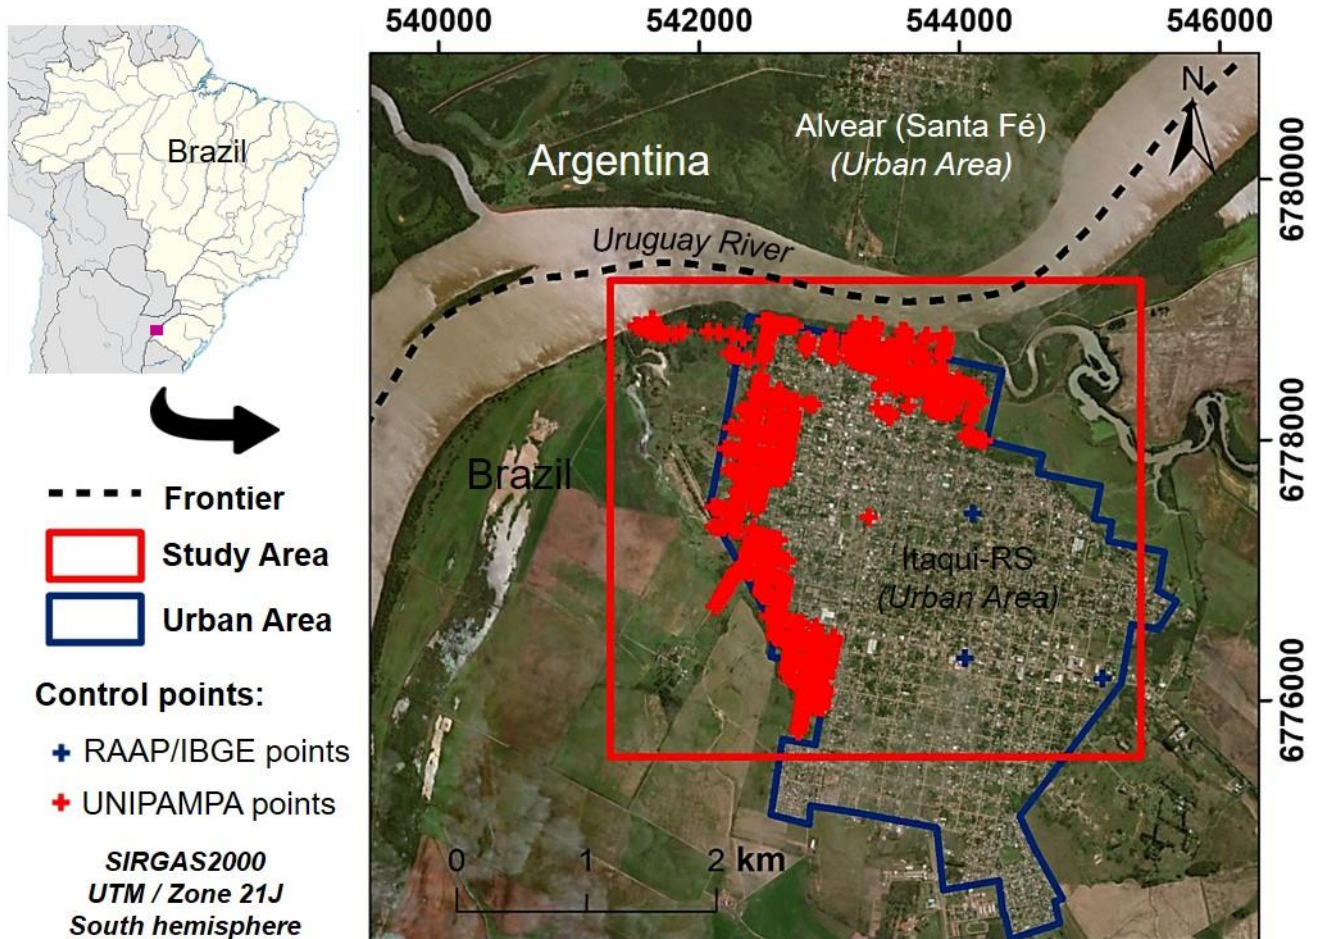 540000 542000 544000 546000
Brazil
N
Alvear (Santa Fé)
(Urban Area)
Argentina
6780000
Uruguay River
6778000
Brazil
Frontier
Study Area
Urban Area
Itaqui-RS
(Urban Area)
6776000
Control points:
RAAP/IBGE points
UNIPAMPA points
0 1 2 km
SIRGAS2000
UTM / Zone 21J
South hemisphere